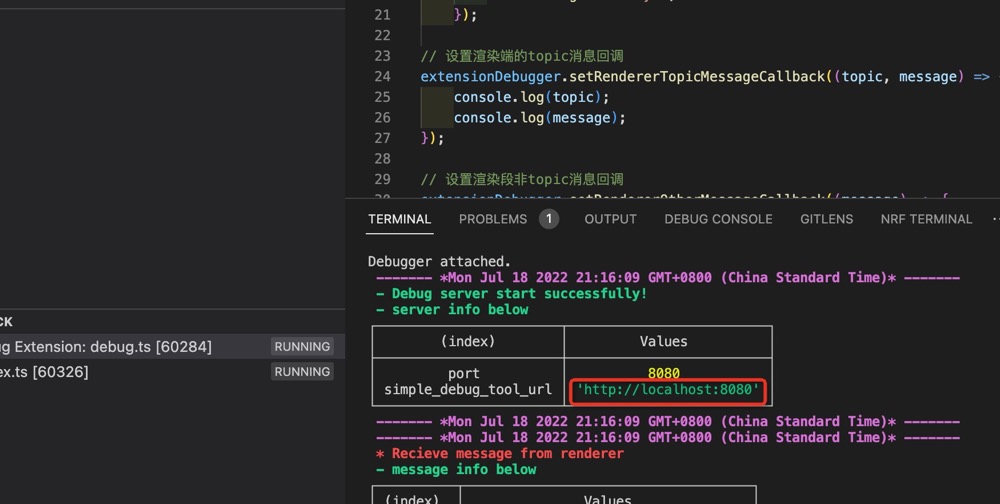 21 });
22
23 // 设置渲染端的topic消息回调
24 extensionDebugger.setRendererTopicMessageCallback((topic, message) =>
25 console.log(topic);
26 console.log(message);
27 });
28
29 // 设置渲染段非topic消息回调
TERMINAL PROBLEMS 1 OUTPUT DEBUG CONSOLE GITLENS NRF TERMINAL
Debugger attached.
------- *Mon Jul 18 2022 21:16:09 GMT+0800 (China Standard Time)* -------
- Debug server start successfully!
- server info below
(index) Values
port 8080
simple_debug_tool_url 'http://localhost:8080'
------- *Mon Jul 18 2022 21:16:09 GMT+0800 (China Standard Time)* -------
------- *Mon Jul 18 2022 21:16:09 GMT+0800 (China Standard Time)* -------
* Recieve message from renderer
- message info below
(index) Values
CK
ug Extension: debug.ts [60284] RUNNING
ex.ts [60326] RUNNING